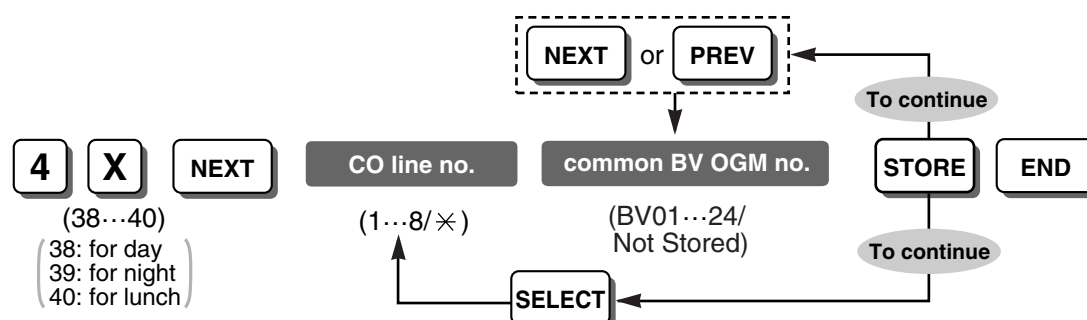 NEXT or PREV
To continue
4 X NEXT CO line no. common BV OGM no. STORE END
(38···40)
38: for day
39: for night
40: for lunch
(1···8/✳)
(BV01···24/
Not Stored)
To continue
SELECT